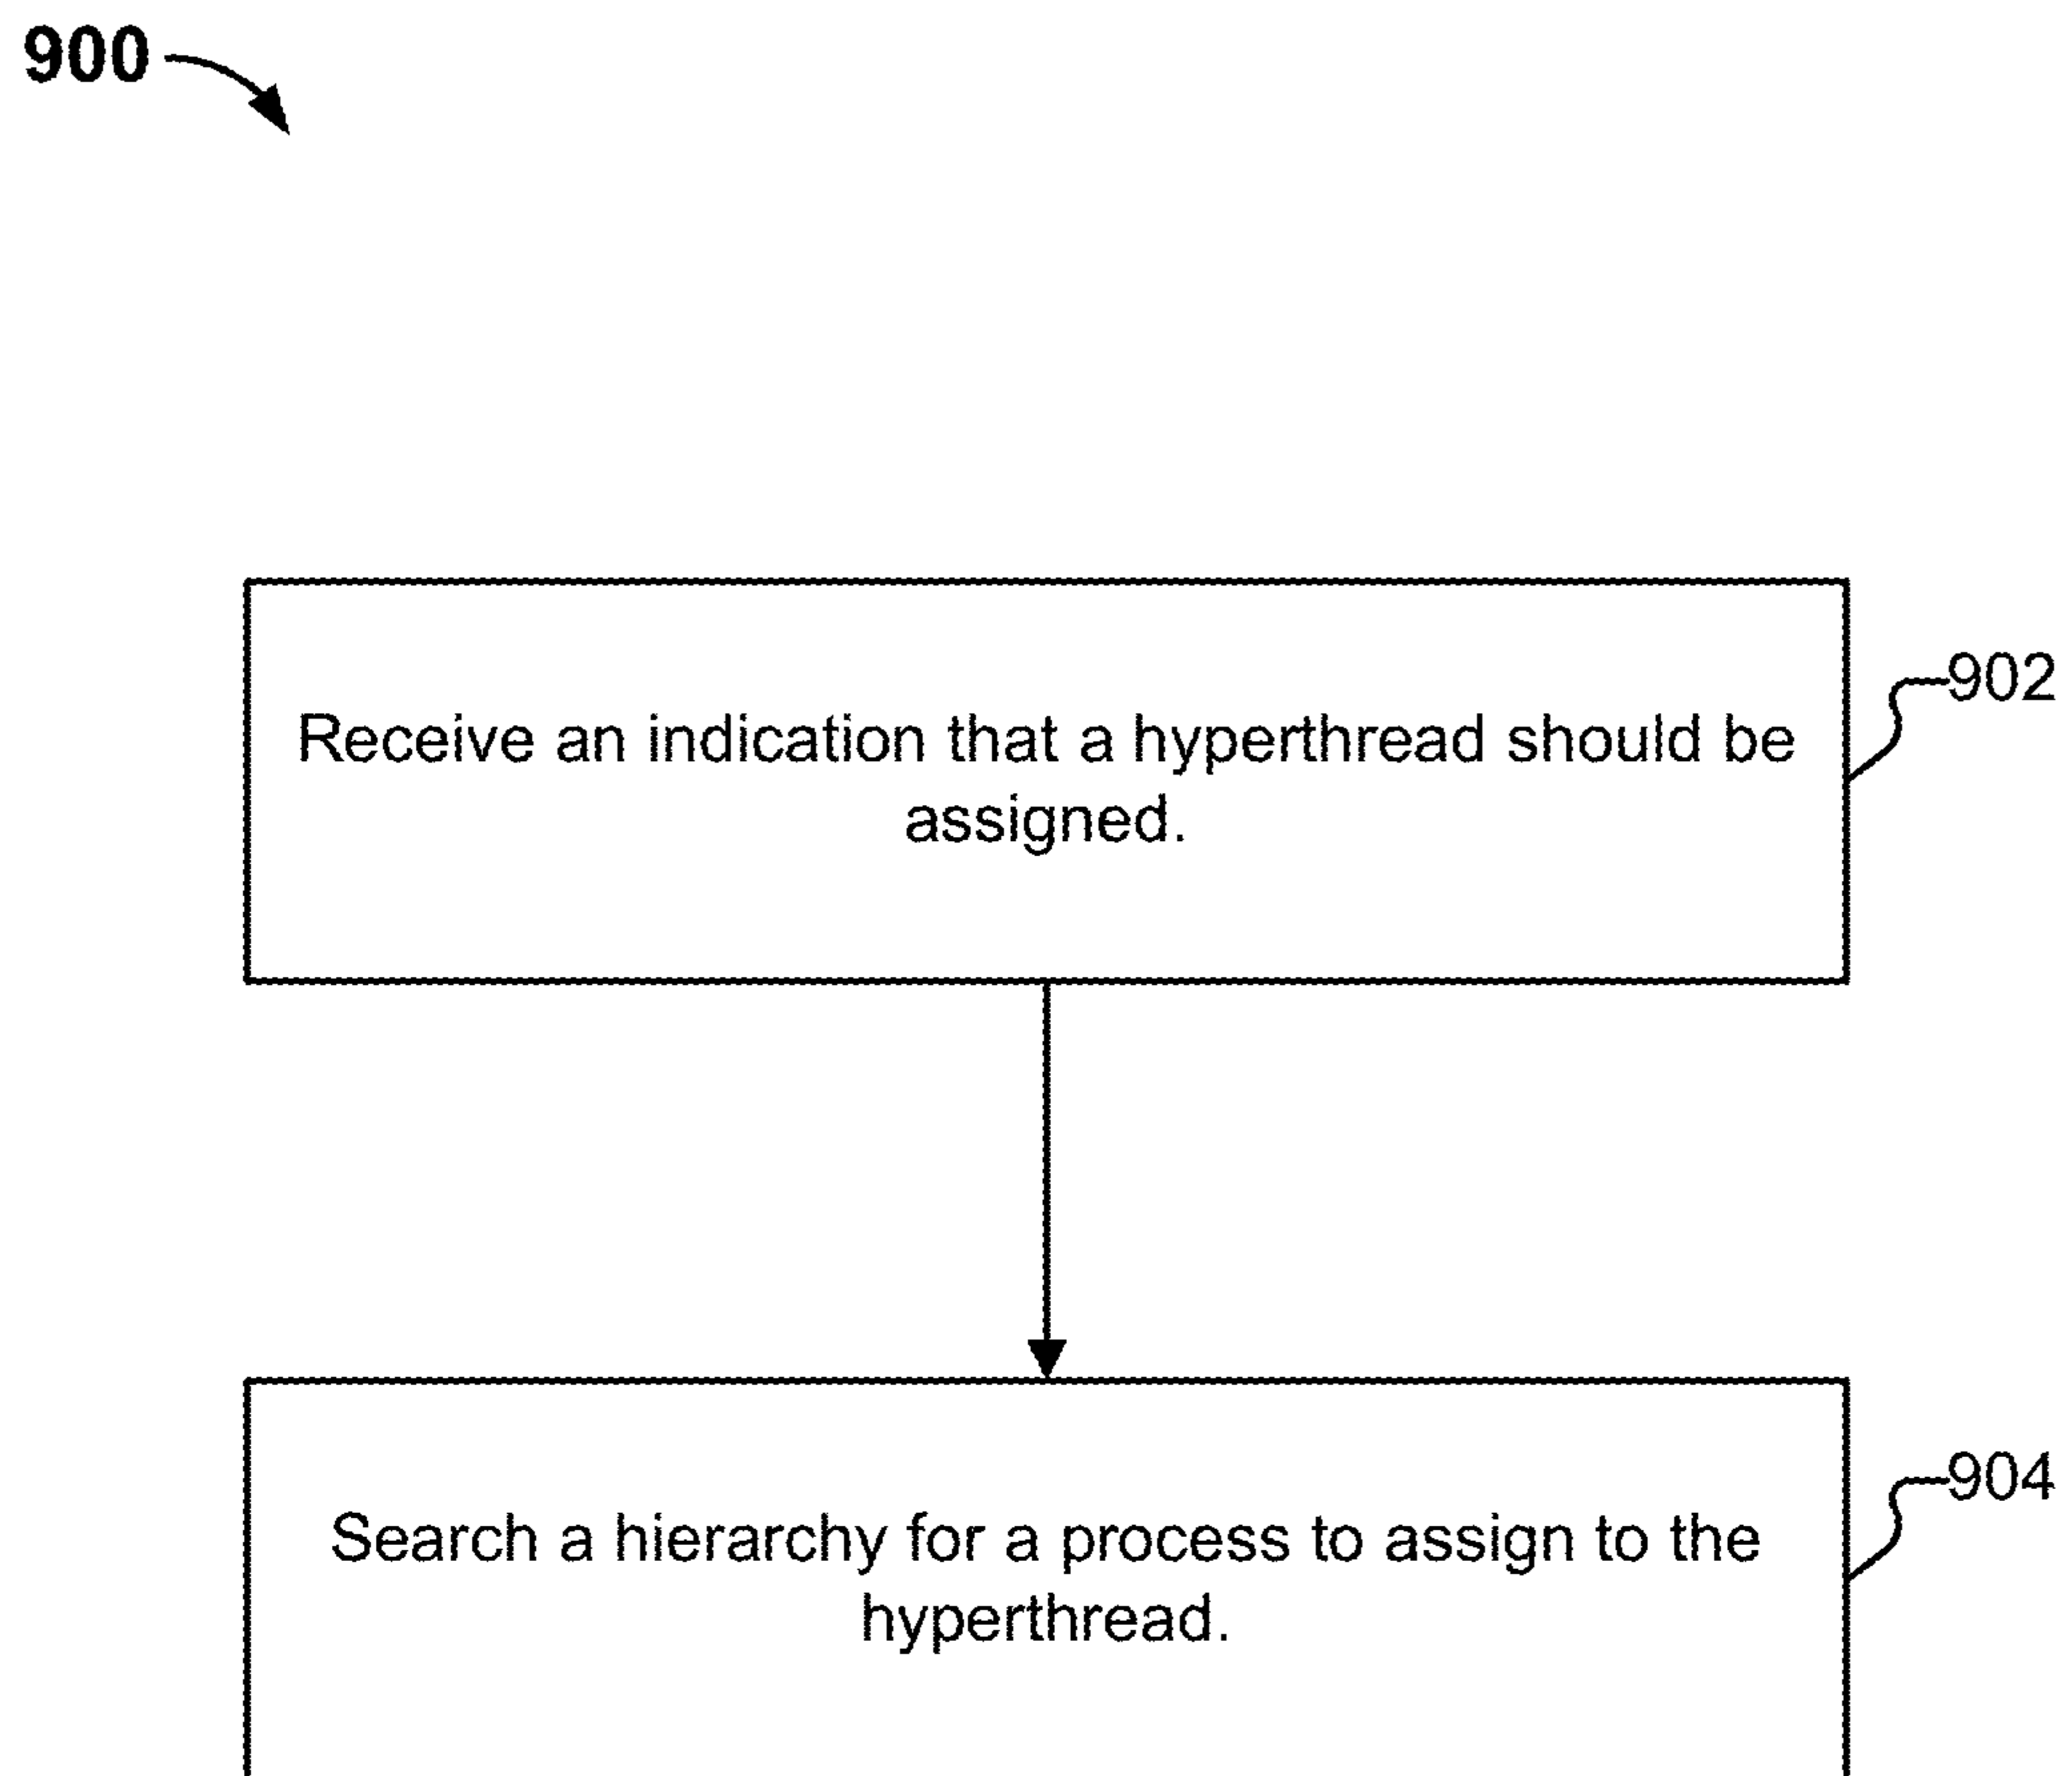 900
Receive an indication that a hyperthread should be
assigned.
902
Search a hierarchy for a process to assign to the
hyperthread.
904